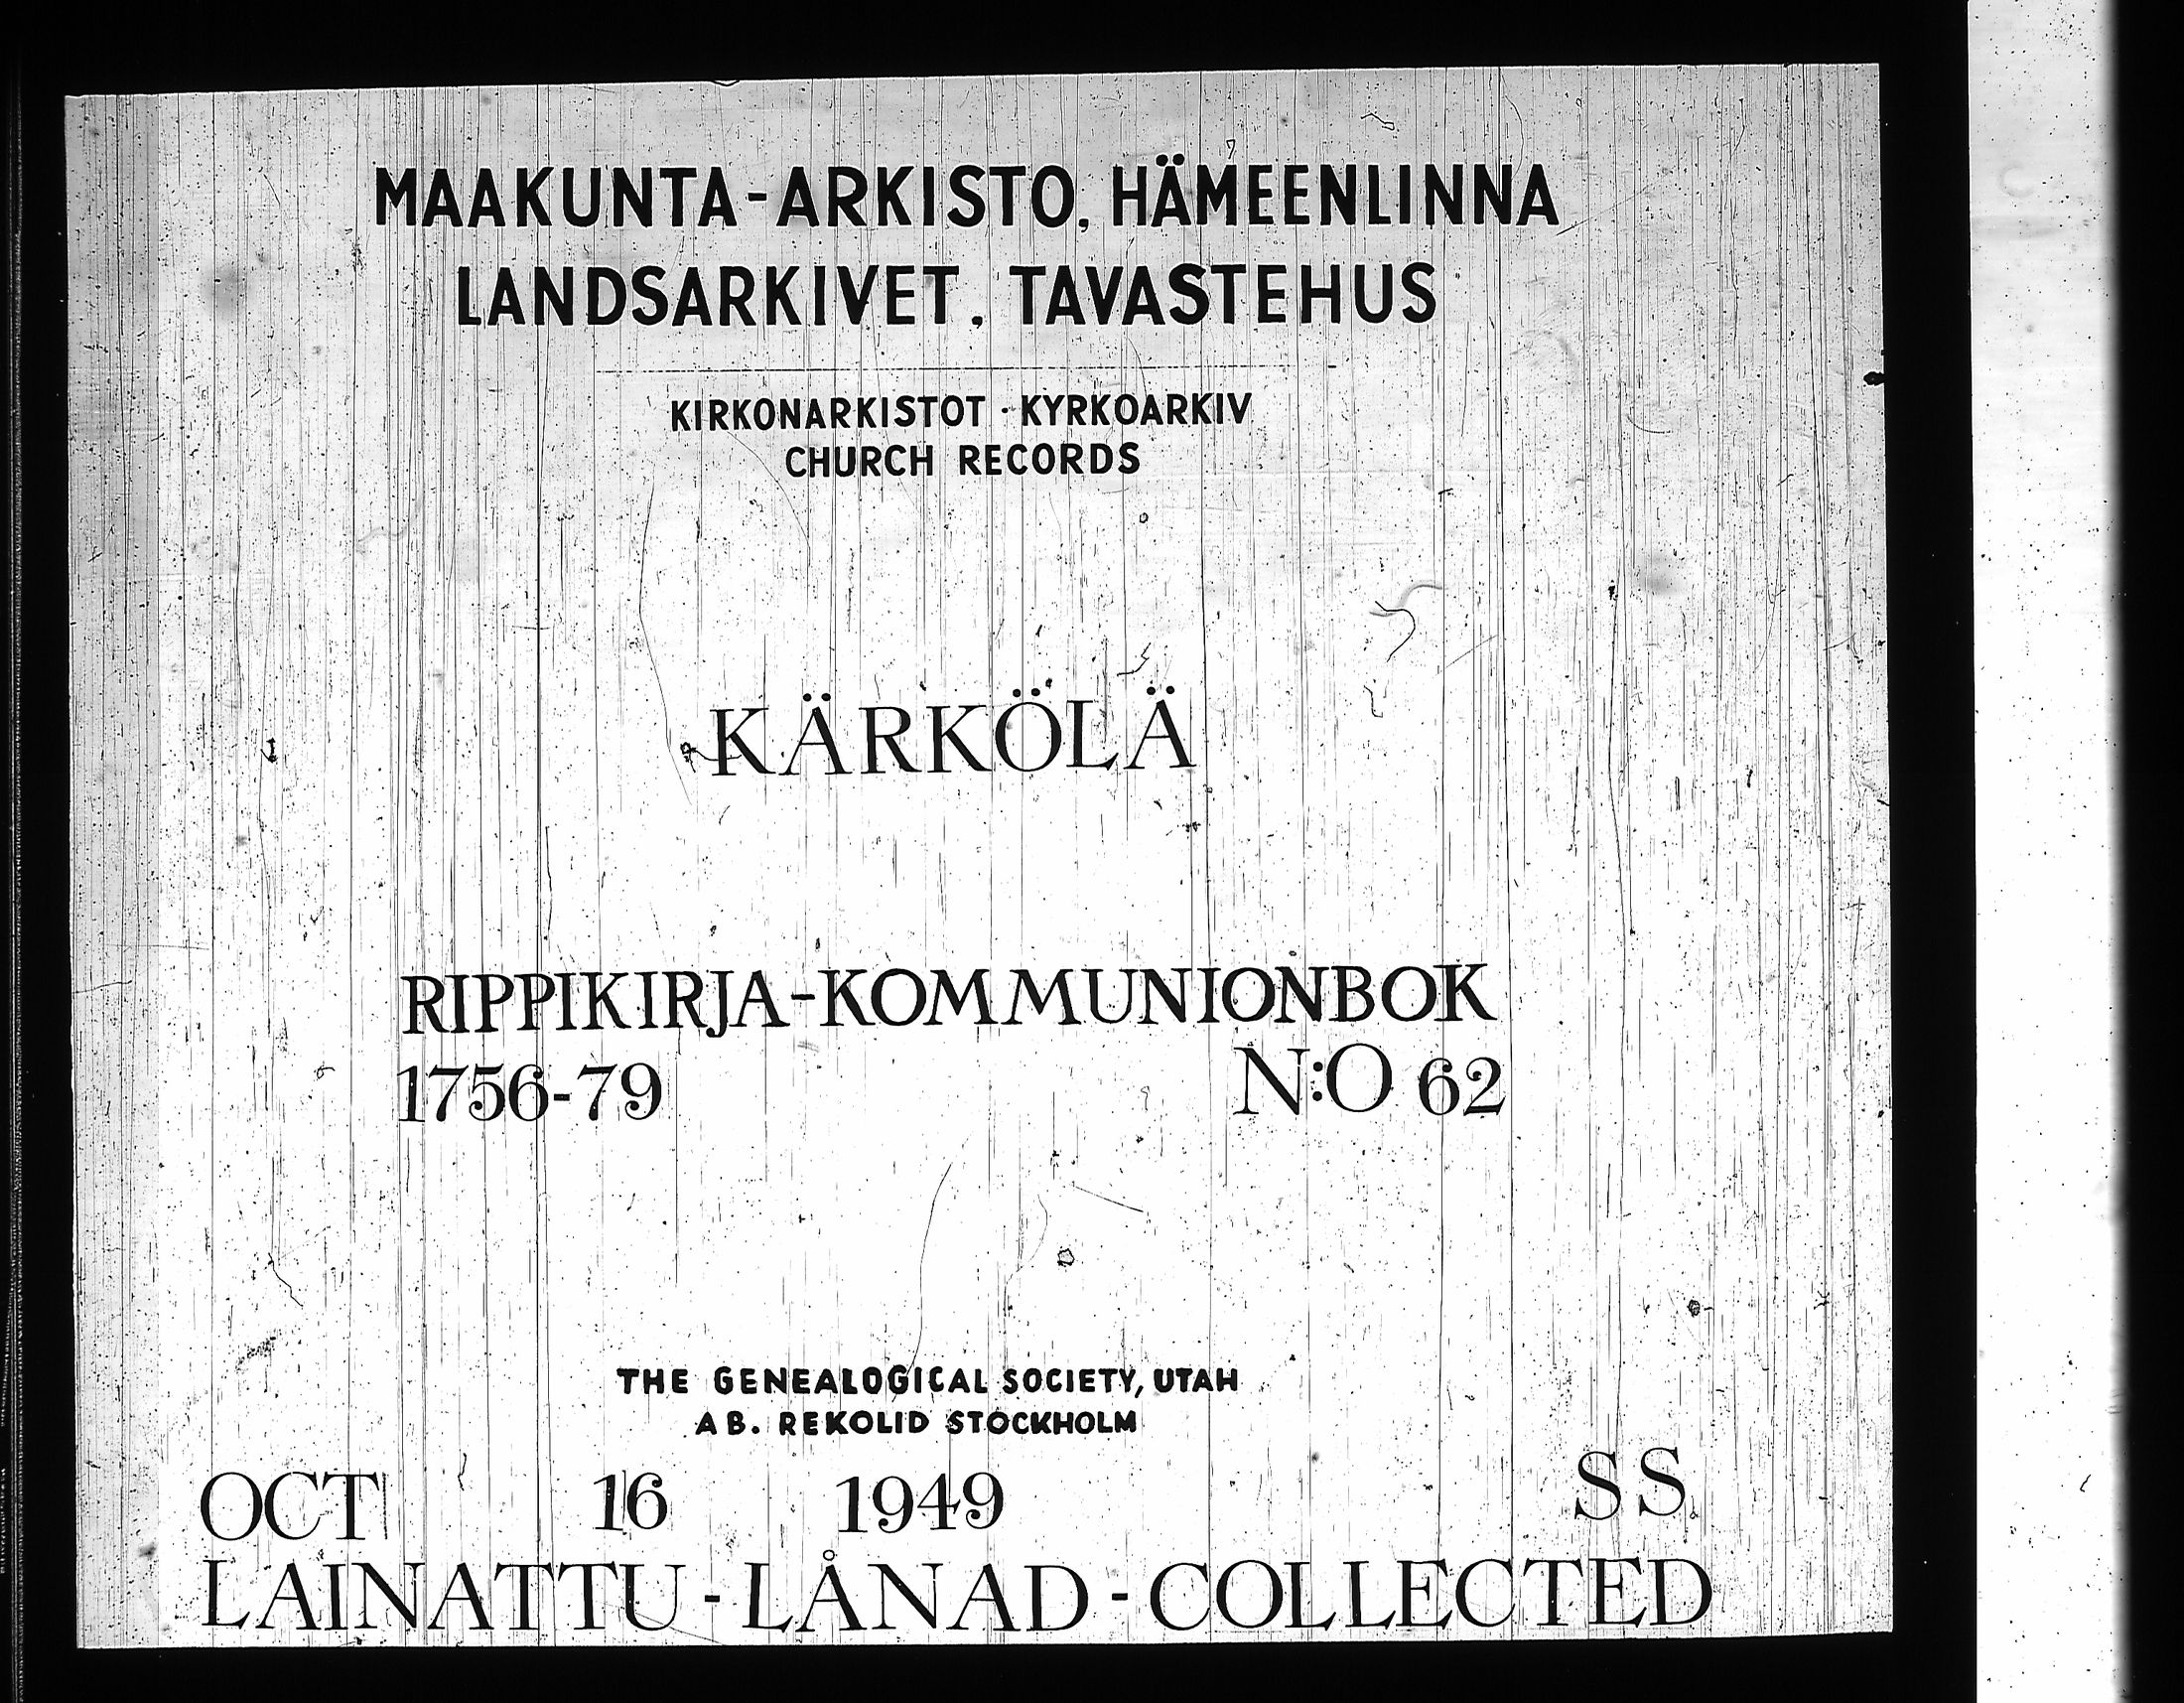 MAAKUNTA-ARKISTO, HÄMEENLINNA
LANDSARKIVET, TAVASTEHUS
KIRKONARKISTOT · KYRKOARKIV
CHURCH RECORDS
KÄRKÖLÄ
RIPPIKIRJA-KOMMUNIONBOK
1756-79 N:O 62
THE GENEALOGICAL SOCIETY, UTAH
AB. REKOLID STOCKHOLM
OCT 16 1949 SS
LAINATTU-LÅNAD-COLLECTED